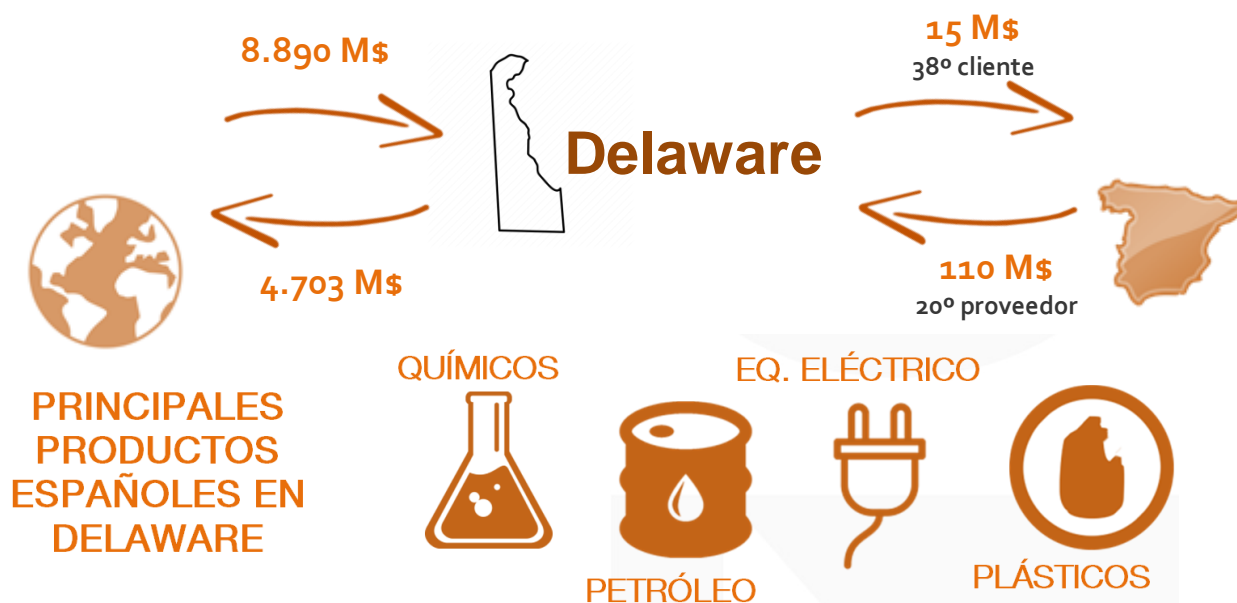 8.890 M$
15 M$
38º cliente
Delaware
4.703 M$
110 M$
20º proveedor
PRINCIPALES
PRODUCTOS
ESPAÑOLES EN
DELAWARE
QUÍMICOS
PETRÓLEO
EQ. ELÉCTRICO
PLÁSTICOS